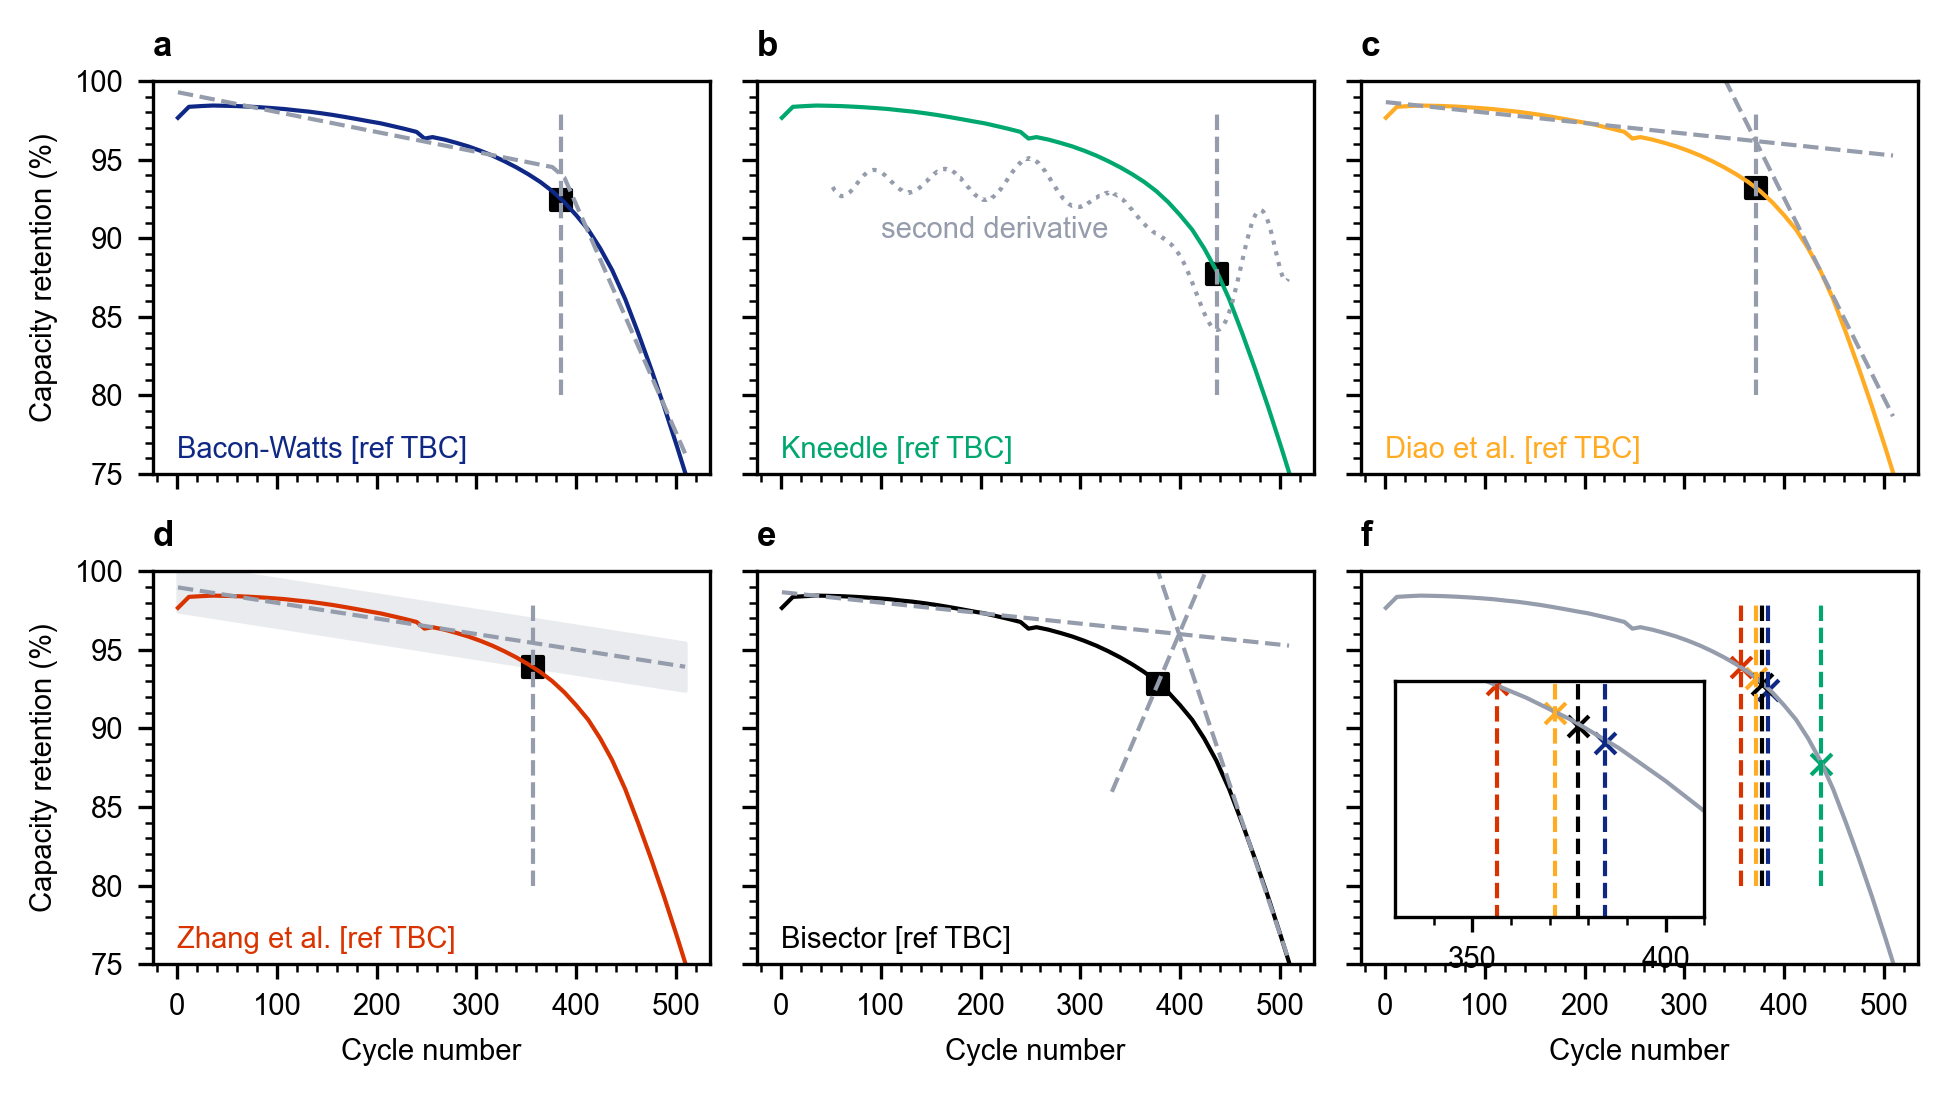 a
b
c
100
95
90
85
80
75
Capacity retention (%)
Bacon-Watts [ref TBC]
second derivative
Kneedle [ref TBC]
Diao et al. [ref TBC]
d
e
f
100
95
90
85
80
75
Capacity retention (%)
Zhang et al. [ref TBC]
Bisector [ref TBC]
350 400
0 100 200 300 400 500
0 100 200 300 400 500
0 100 200 300 400 500
Cycle number
Cycle number
Cycle number